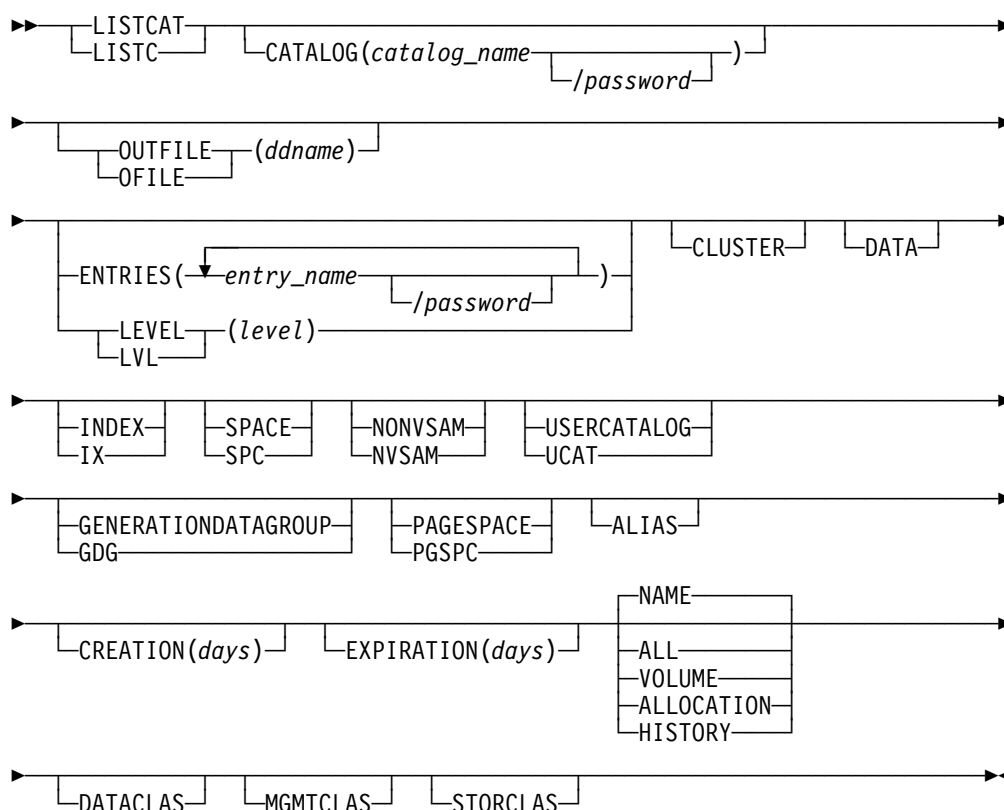 LISTCAT
LISTC
CATALOG(catalog_name
/password
)
OUTFILE
OFILE
(ddname)
ENTRIES(
entry_name
/password
)
LEVEL
LVL
(level)
CLUSTER
DATA
INDEX
IX
SPACE
SPC
NONVSAM
NVSAM
USERCATALOG
UCAT
GENERATIONDATAGROUP
GDG
PAGESPACE
PGSPC
ALIAS
CREATION(days)
EXPIRATION(days)
NAME
ALL
VOLUME
ALLOCATION
HISTORY
DATACLAS
MGMTCLAS
STORCLAS